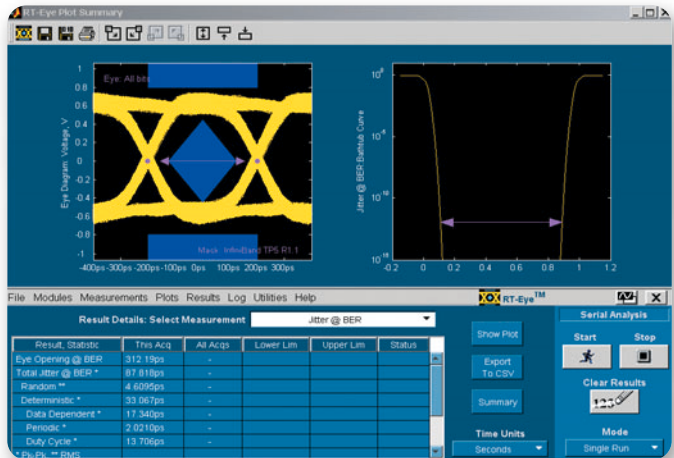 RT-Eye Plot Summary
Eye: All bits
Eye Diagram: Voltage, V
1
0.8
0.6
0.4
0.2
0
-0.2
-0.4
-0.6
-0.8
-1
Mask: InfiniBand TP5 R1.1
-400ps -300ps -200ps -100ps 0ps 100ps 200ps 300ps
Jitter @ BER:Bathtub Curve
10^0
10^-5
10^-10
10^-15
-0.2 0 0.2 0.4 0.6 0.8 1 1.2
File Modules Measurements Plots Results Log Utilities Help
RT-Eye™
Result Details: Select Measurement Jitter @ BER
Result, Statistic This Acq All Acqs Lower Lim Upper Lim Status
Eye Opening @ BER 312.19ps -
Total Jitter @ BER * 87.818ps -
Random ** 4.6095ps -
Deterministic * 33.067ps -
Data Dependent * 17.340ps -
Periodic * 2.0210ps -
Duty Cycle * 13.706ps -
* Pk-Pk, ** RMS
Show Plot
Export
To CSV
Summary
Time Units
Seconds
Serial Analysis
Start Stop
Clear Results
123
Mode
Single Run